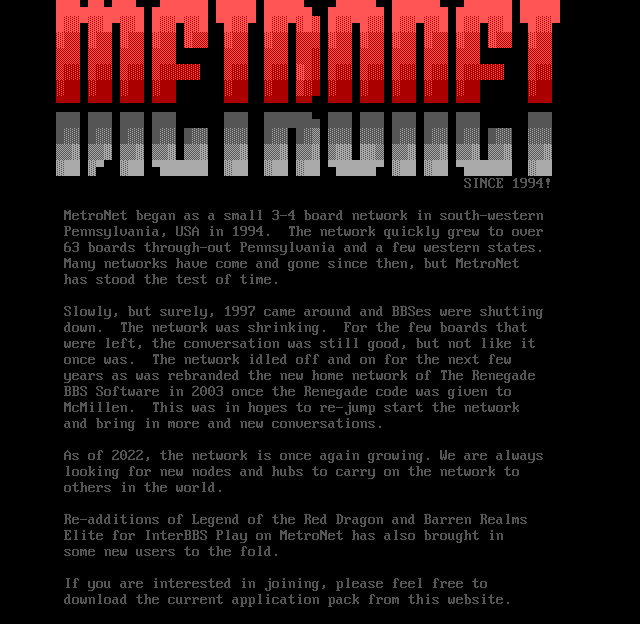 METRONET
SINCE 1994!
MetroNet began as a small 3-4 board network in south-western
Pennsylvania, USA in 1994.  The network quickly grew to over
63 boards through-out Pennsylvania and a few western states.
Many networks have come and gone since then, but MetroNet
has stood the test of time.
Slowly, but surely, 1997 came around and BBSes were shutting
down.  The network was shrinking.  For the few boards that
were left, the conversation was still good, but not like it
once was.  The network idled off and on for the next few
years as was rebranded the new home network of The Renegade
BBS Software in 2003 once the Renegade code was given to
McMillen.  This was in hopes to re-jump start the network
and bring in more and new conversations.
As of 2022, the network is once again growing. We are always
looking for new nodes and hubs to carry on the network to
others in the world.
Re-additions of Legend of the Red Dragon and Barren Realms
Elite for InterBBS Play on MetroNet has also brought in
some new users to the fold.
If you are interested in joining, please feel free to
download the current application pack from this website.